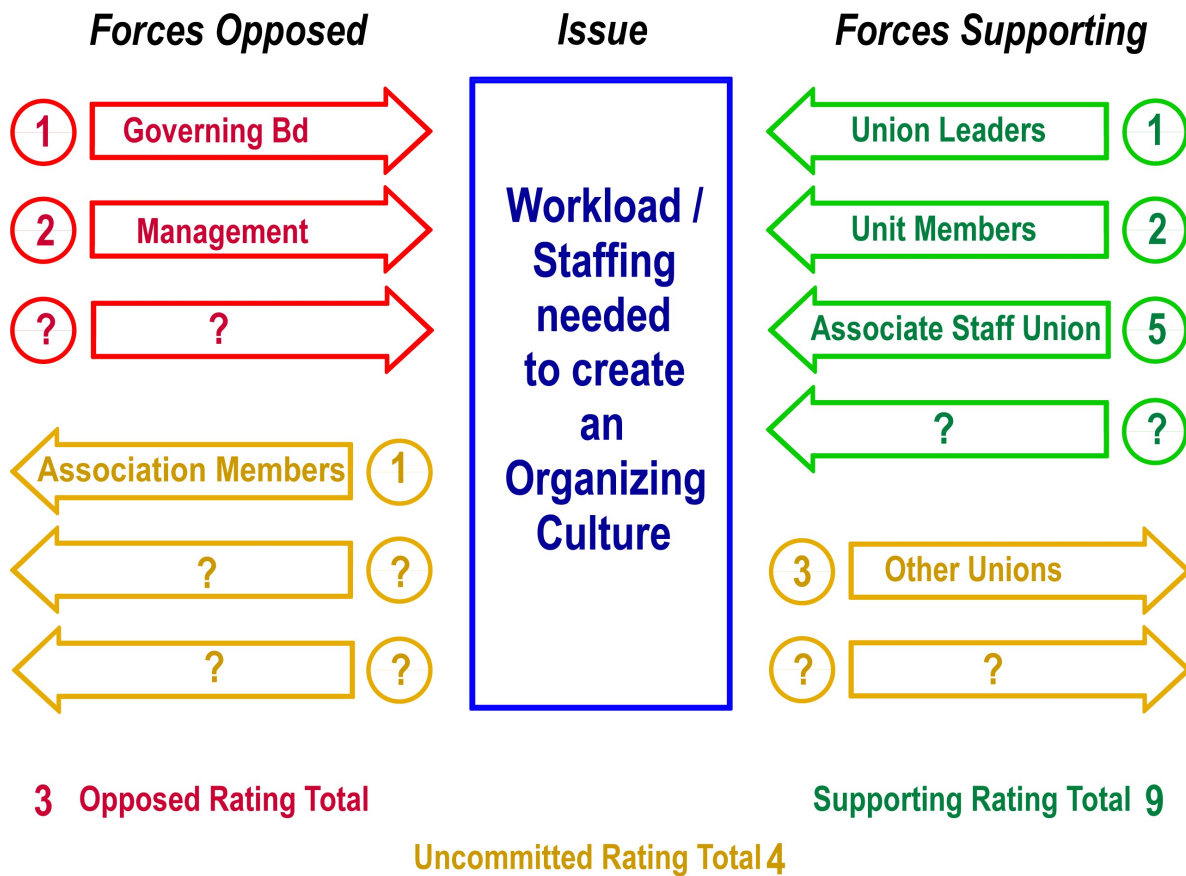 Forces Opposed
Issue
Forces Supporting
1 Governing Bd
2 Management
? ?
Association Members 1
? ?
? ?
Workload /
Staffing
needed
to create
an
Organizing
Culture
Union Leaders 1
Unit Members 2
Associate Staff Union 5
? ?
3 Other Unions
? ?
3 Opposed Rating Total
Supporting Rating Total 9
Uncommitted Rating Total 4